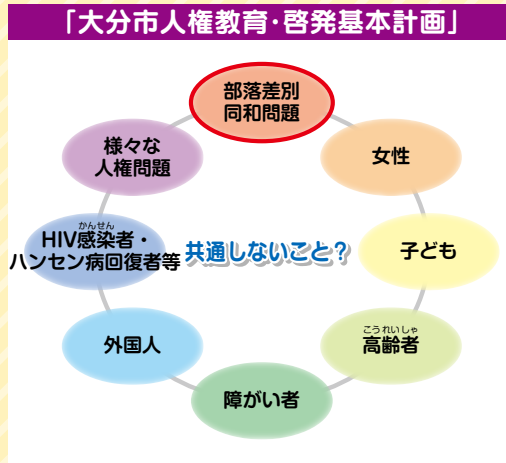 「大分市人権教育・啓発基本計画」
部落差別
同和問題
女性
子ども
こうれいしゃ
高齢者
障がい者
外国人
かんせん
HIV感染者・
ハンセン病回復者等
様々な
人権問題
共通しないこと?